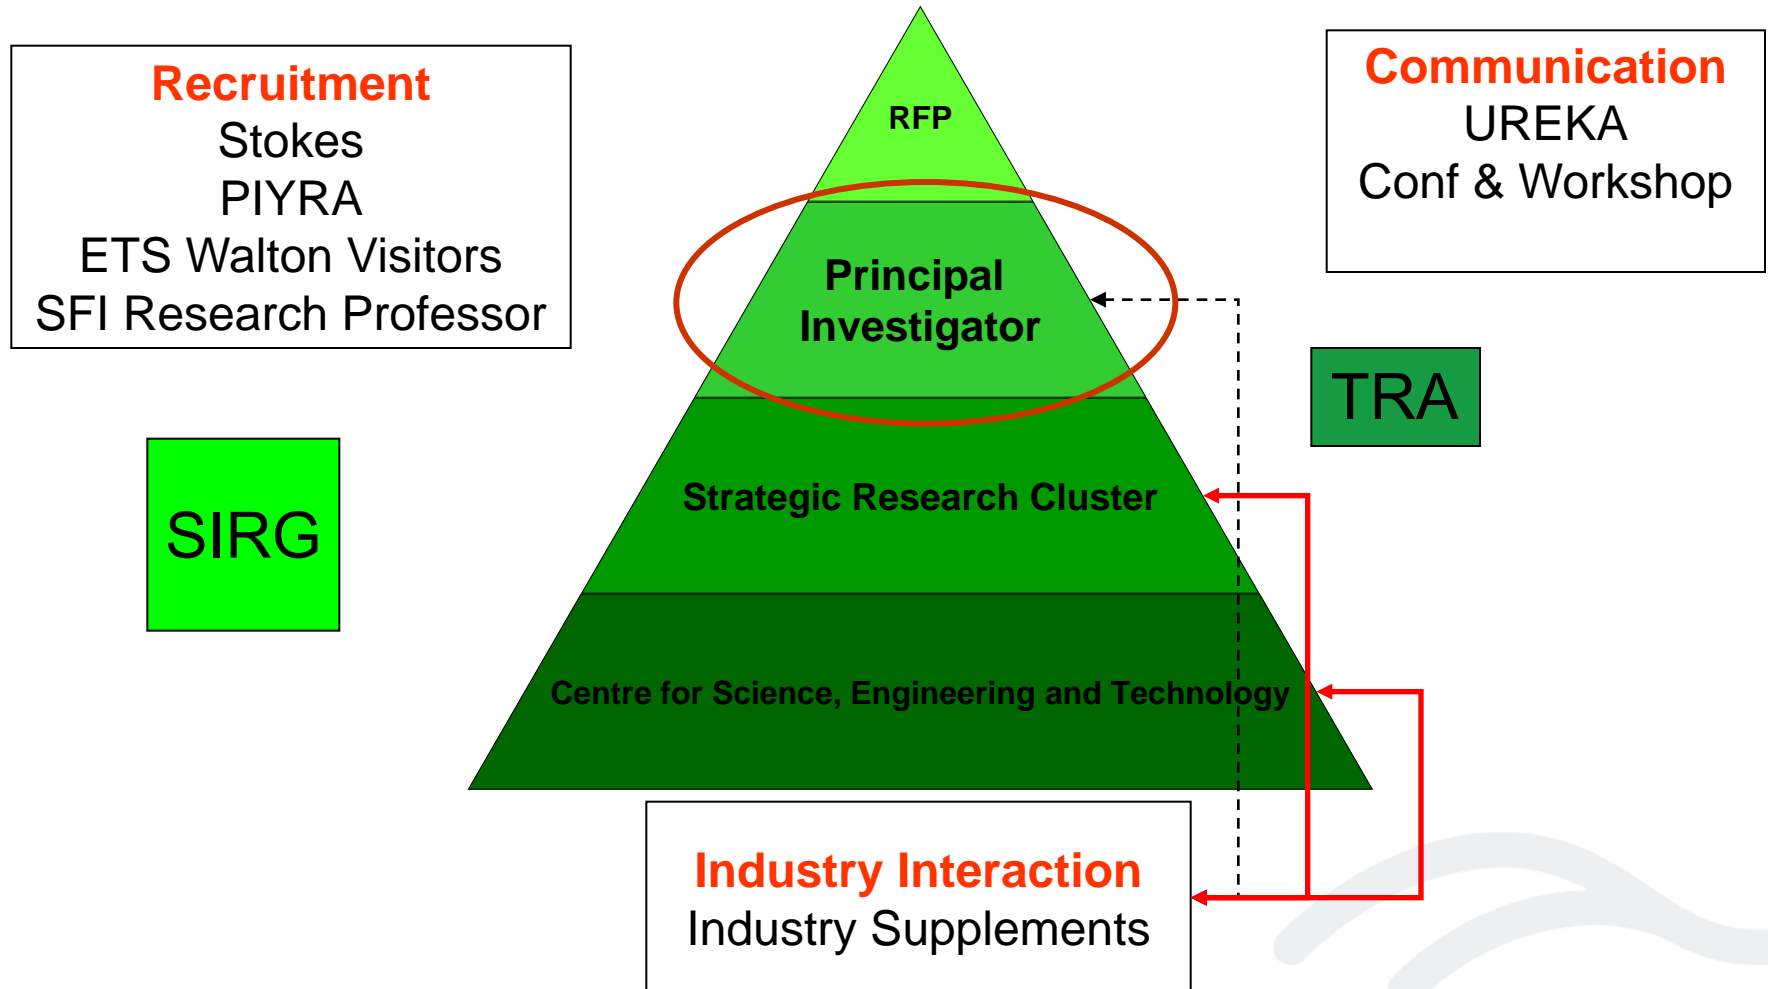 Recruitment
Stokes
PIYRA
ETS Walton Visitors
SFI Research Professor
RFP
Principal
Investigator
Strategic Research Cluster
Centre for Science, Engineering and Technology
Communication
UREKA
Conf & Workshop
SIRG
TRA
Industry Interaction
Industry Supplements